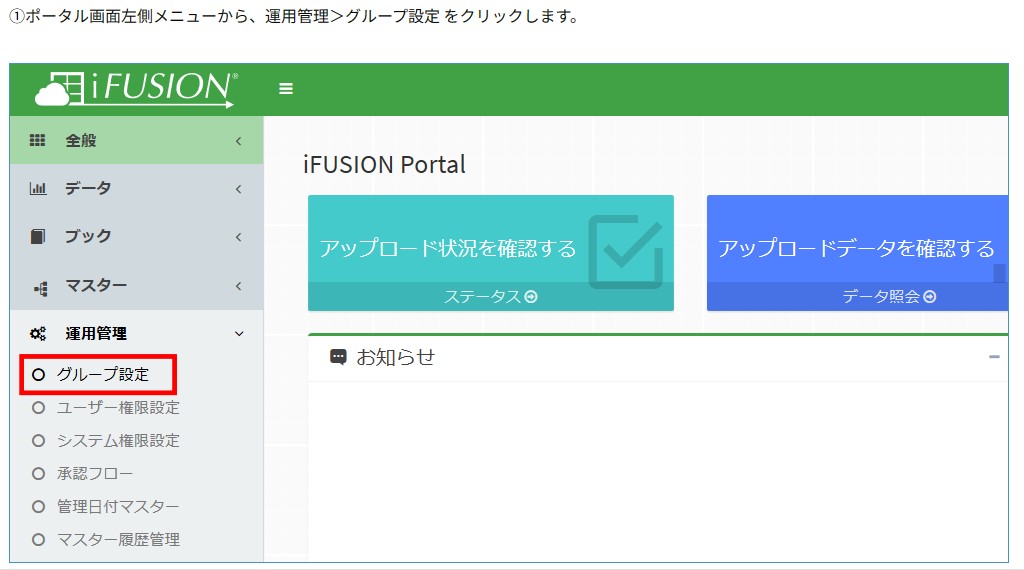 ①ポータル画面左側メニューから、運用管理＞グループ設定 をクリックします。
iFUSION®
全般
データ
ブック
マスター
運用管理
グループ設定
ユーザー権限設定
システム権限設定
承認フロー
管理日付マスター
マスター履歴管理
iFUSION Portal
アップロード状況を確認する
ステータス
アップロードデータを確認する
データ照会
お知らせ